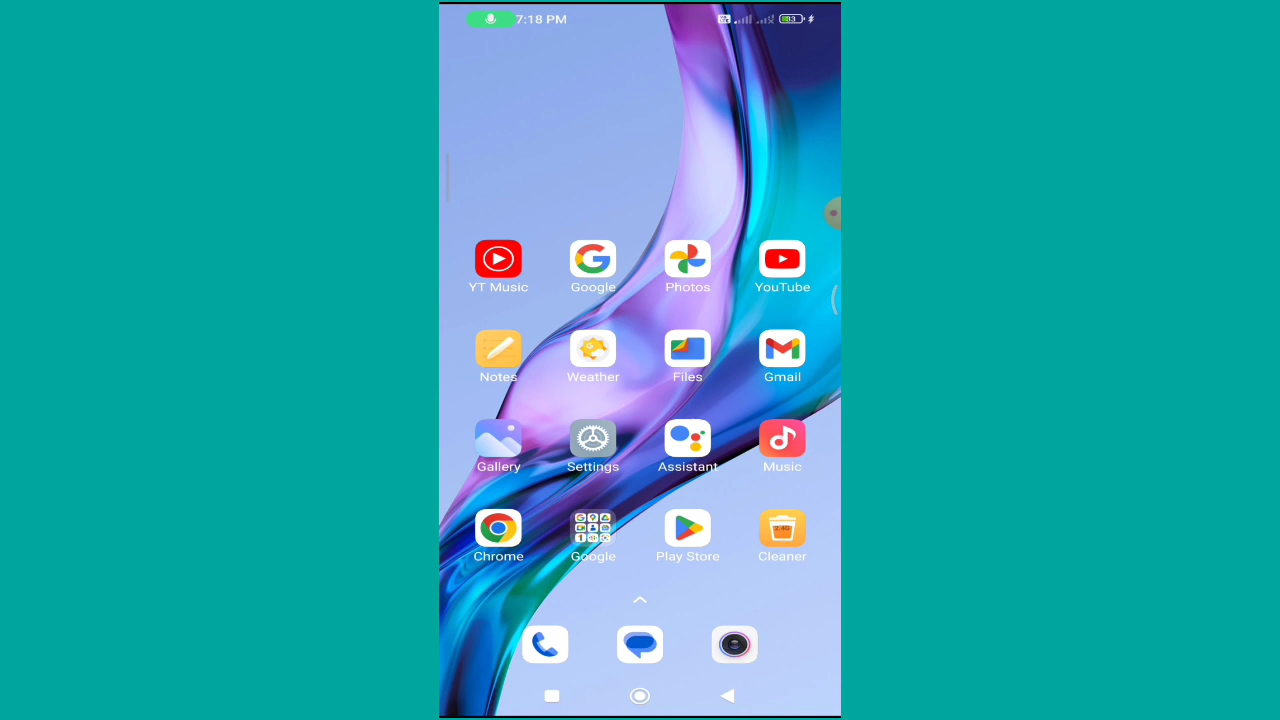 7:18 PM
YT Music Google Photos YouTube
Notes Weather Files Gmail
Gallery Settings Assistant Music
Chrome Google Play Store Cleaner